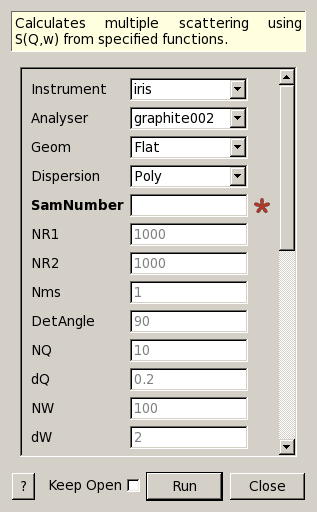 Calculates multiple scattering using
S(Q,w) from specified functions.
Instrument iris
Analyser graphite002
Geom Flat
Dispersion Poly
SamNumber *
NR1 1000
NR2 1000
Nms 1
DetAngle 90
NQ 10
dQ 0.2
NW 100
dW 2
? Keep Open Run Close